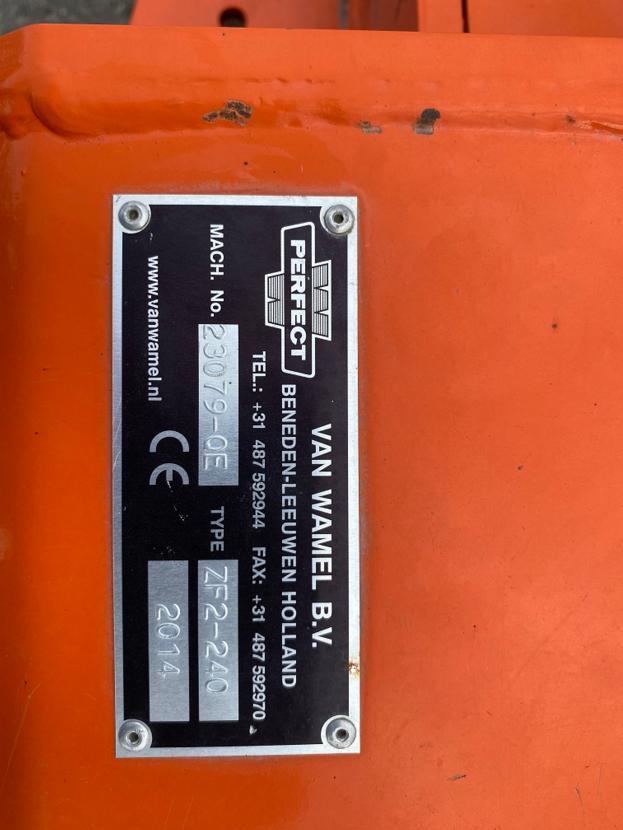 PERFECT
VAN WAMEL B.V.
BENEDEN-LEEUWEN HOLLAND
TEL.: +31 487 592944 FAX: +31 487 592970
MACH. No. 23079-QE TYPE ZF2-240
www.vanwamel.nl CE 2014